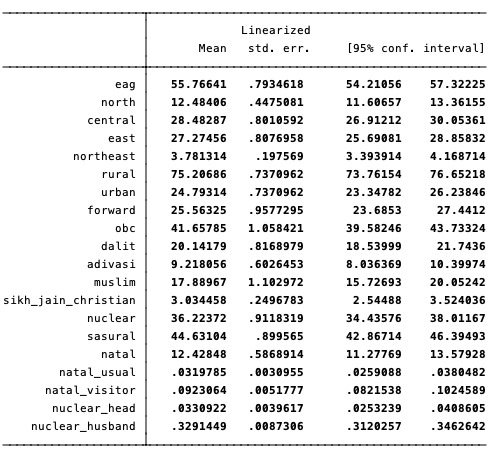 Linearized
Mean std. err. [95% conf. interval]
eag 55.76641 .7934618 54.21056 57.32225
north 12.48406 .4475081 11.60657 13.36155
central 28.48287 .8010592 26.91212 30.05361
east 27.27456 .8076958 25.69081 28.85832
northeast 3.781314 .197569 3.393914 4.168714
rural 75.20686 .7370962 73.76154 76.65218
urban 24.79314 .7370962 23.34782 26.23846
forward 25.56325 .9577295 23.6853 27.4412
obc 41.65785 1.058421 39.58246 43.73324
dalit 20.14179 .8168979 18.53999 21.7436
adivasi 9.218056 .6026453 8.036369 10.39974
muslim 17.88967 1.102972 15.72693 20.05242
sikh_jain_christian 3.034458 .2496783 2.54488 3.524036
nuclear 36.22372 .9118319 34.43576 38.01167
sasural 44.63104 .899565 42.86714 46.39493
natal 12.42848 .5868914 11.27769 13.57928
natal_usual .0319785 .0030955 .0259088 .0380482
natal_visitor .0923064 .0051777 .0821538 .1024589
nuclear_head .0330922 .0039617 .0253239 .0408605
nuclear_husband .3291449 .0087306 .3120257 .3462642